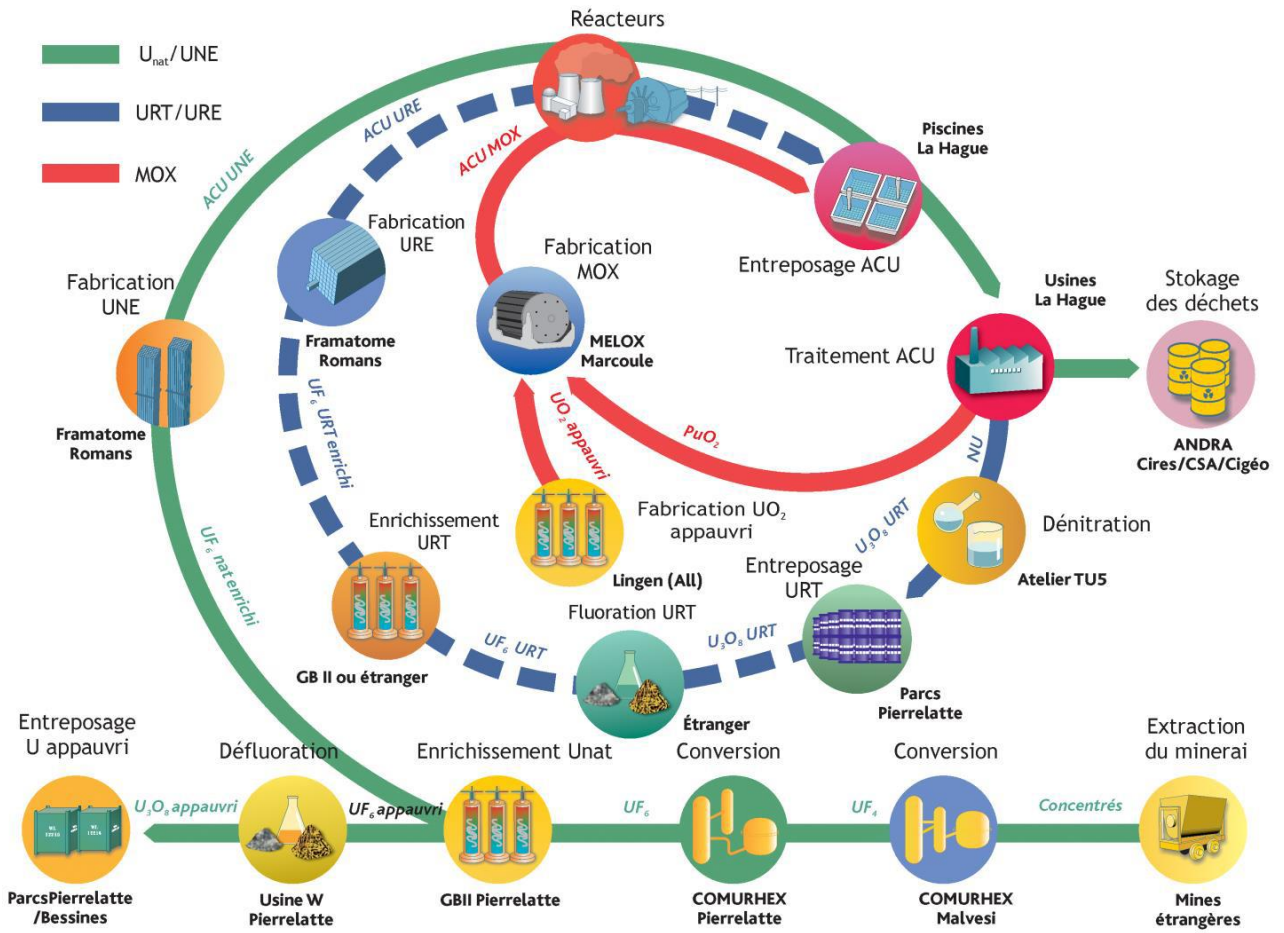 Réacteurs
U_nat/UNE
URT/URE
MOX
ACU UNE
ACU URE
ACU MOX
Piscines
La Hague
Entreposage ACU
Fabrication
URE
Framatome
Romans
Fabrication
MOX
MELOX
Marcoule
Fabrication
UNE
Framatome
Romans
Usines
La Hague
Traitement ACU
Stokage
des déchets
ANDRA
Cires/CSA/Cigéo
UF₆ URT enrichi
UO₂ appauvri
PuO₂
NU
Enrichissement
URT
GB II ou étranger
Fabrication UO₂
appauvri
Lingen (All)
Dénitration
Atelier TU5
U₃O₈ URT
Entreposage
URT
Parcs
Pierrelatte
Fluoration URT
Étranger
UF₆ URT
U₃O₈ URT
UF₆ nat enrichi
Entreposage
U appauvri
ParcsPierrelatte
/Bessines
U₃O₈ appauvri
WL
WL
Défluoration
Usine W
Pierrelatte
UF₆ appauvri
Enrichissement Unat
GBII Pierrelatte
UF₆
Conversion
COMURHEX
Pierrelatte
UF₄
Conversion
COMURHEX
Malvesi
Concentrés
Extraction
du minerai
Mines
étrangères